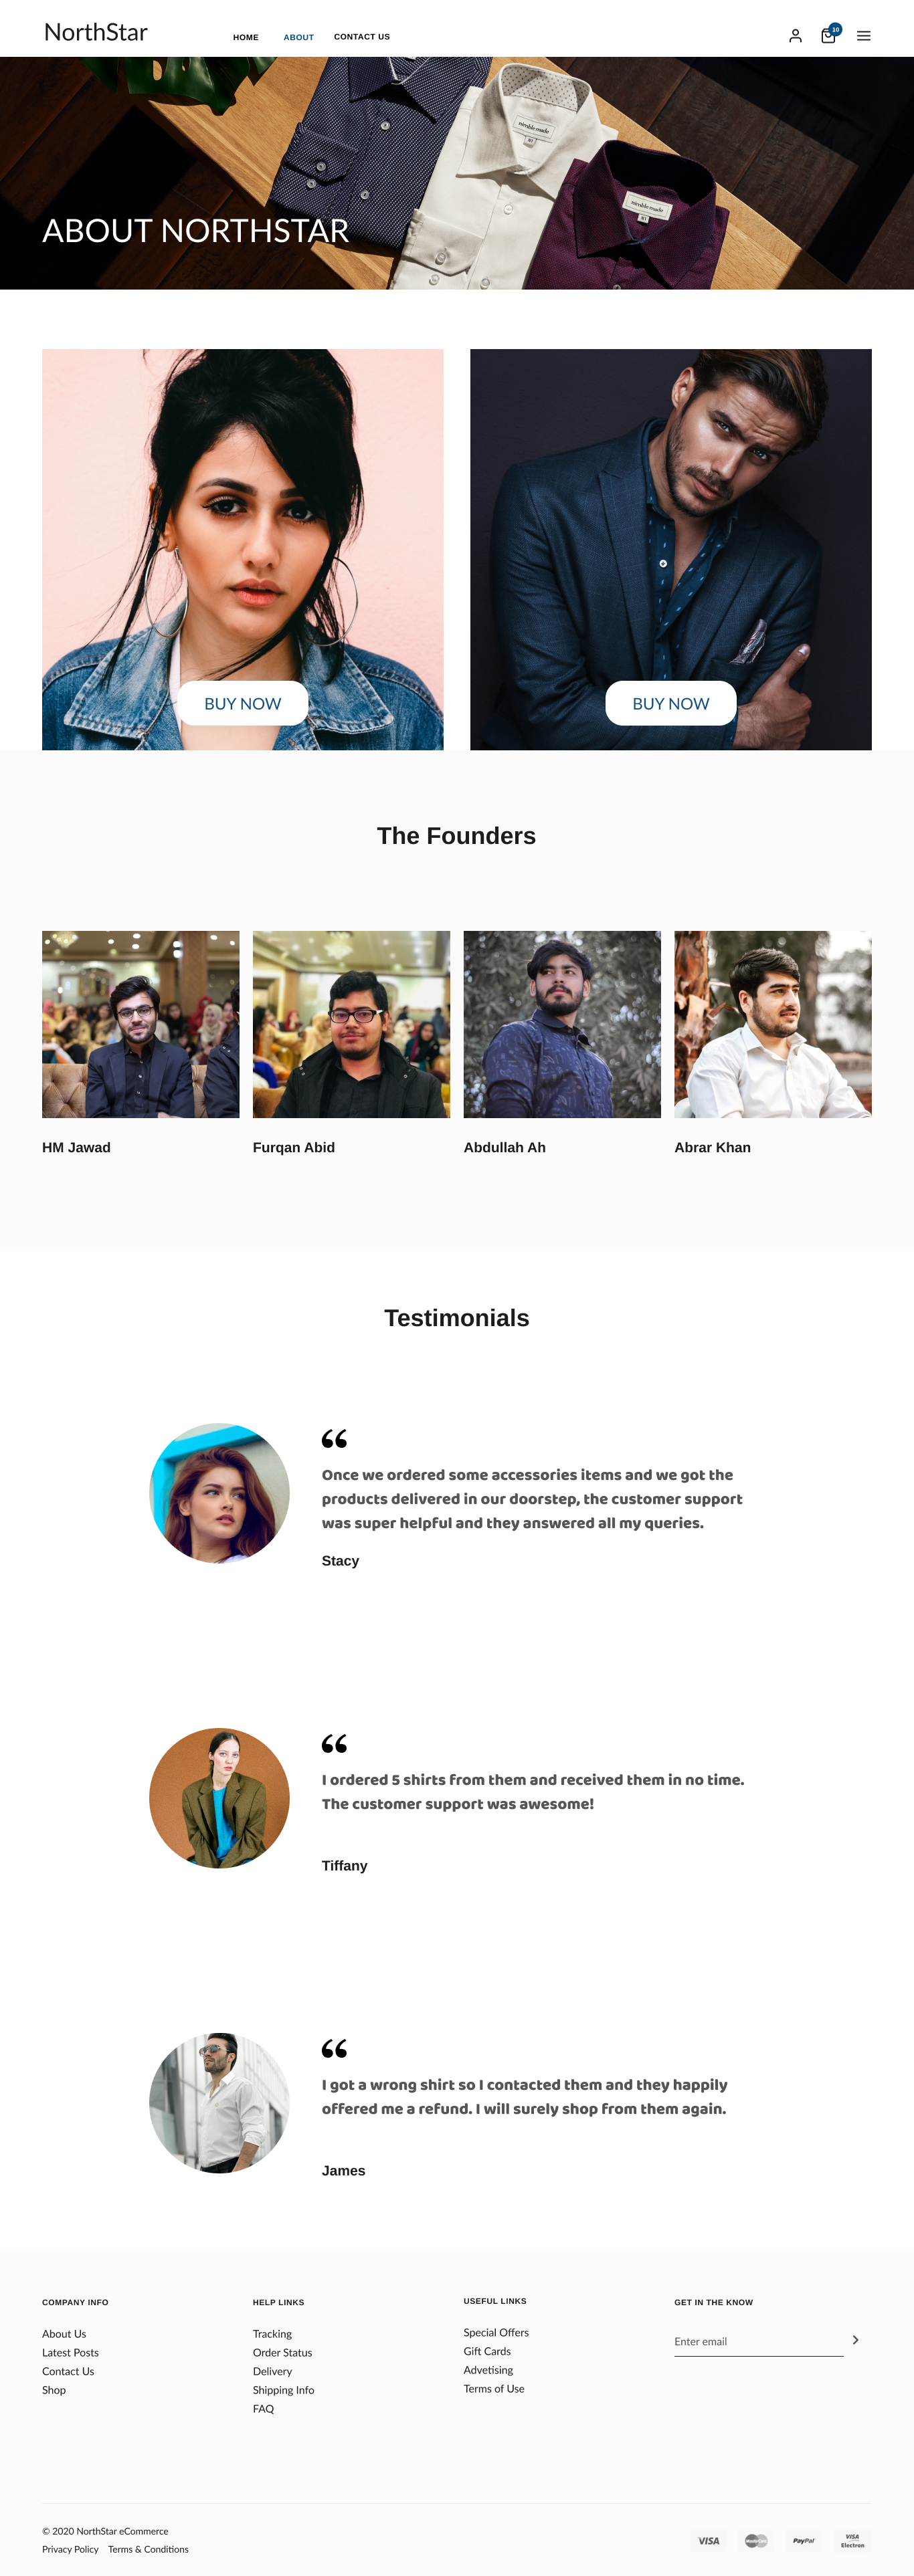 NorthStar
HOME ABOUT CONTACT US
10
nimble made
nimble made
ABOUT NORTHSTAR
BUY NOW
BUY NOW
The Founders
HM Jawad
Furqan Abid
Abdullah Ah
Abrar Khan
Testimonials
Once we ordered some accessories items and we got the
products delivered in our doorstep, the customer support
was super helpful and they answered all my queries.
Stacy
I ordered 5 shirts from them and received them in no time.
The customer support was awesome!
Tiffany
I got a wrong shirt so I contacted them and they happily
offered me a refund. I will surely shop from them again.
James
COMPANY INFO
About Us
Latest Posts
Contact Us
Shop
HELP LINKS
Tracking
Order Status
Delivery
Shipping Info
FAQ
USEFUL LINKS
Special Offers
Gift Cards
Advetising
Terms of Use
GET IN THE KNOW
Enter email
© 2020 NorthStar eCommerce
Privacy Policy Terms & Conditions
VISA
MasterCard
PayPal
VISA
Electron